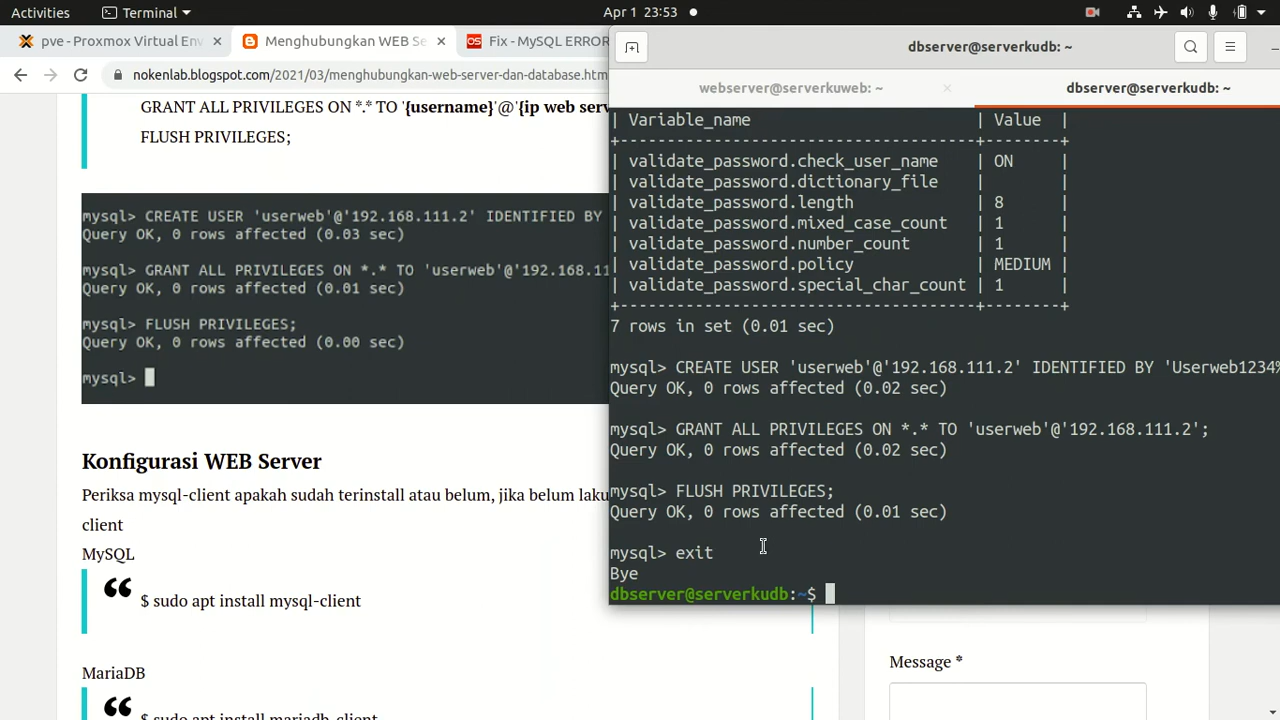 Activities
Terminal
Apr 1 23:53
pve - Proxmox Virtual Env
Menghubungkan WEB Se
Fix - MySQL ERROR
nokenlab.blogspot.com/2021/03/menghubungkan-web-server-dan-database.htm
GRANT ALL PRIVILEGES ON *.* TO '{username}'@'{ip web serv
FLUSH PRIVILEGES;
mysql> CREATE USER 'userweb'@'192.168.111.2' IDENTIFIED BY
Query OK, 0 rows affected (0.03 sec)
mysql> GRANT ALL PRIVILEGES ON *.* TO 'userweb'@'192.168.11
Query OK, 0 rows affected (0.01 sec)
mysql> FLUSH PRIVILEGES;
Query OK, 0 rows affected (0.00 sec)
mysql>
Konfigurasi WEB Server
Periksa mysql-client apakah sudah terinstall atau belum, jika belum laku
client
MySQL
$ sudo apt install mysql-client
MariaDB
$ sudo apt install mariadb-client
dbserver@serverkudb: ~
webserver@serverkuweb: ~
dbserver@serverkudb: ~
| Variable_name | Value |
+---------------------------------------+--------+
| validate_password.check_user_name | ON |
| validate_password.dictionary_file | |
| validate_password.length | 8 |
| validate_password.mixed_case_count | 1 |
| validate_password.number_count | 1 |
| validate_password.policy | MEDIUM |
| validate_password.special_char_count | 1 |
+---------------------------------------+--------+
7 rows in set (0.01 sec)
mysql> CREATE USER 'userweb'@'192.168.111.2' IDENTIFIED BY 'Userweb1234%
Query OK, 0 rows affected (0.02 sec)
mysql> GRANT ALL PRIVILEGES ON *.* TO 'userweb'@'192.168.111.2';
Query OK, 0 rows affected (0.02 sec)
mysql> FLUSH PRIVILEGES;
Query OK, 0 rows affected (0.01 sec)
mysql> exit
Bye
dbserver@serverkudb:~$
Message *